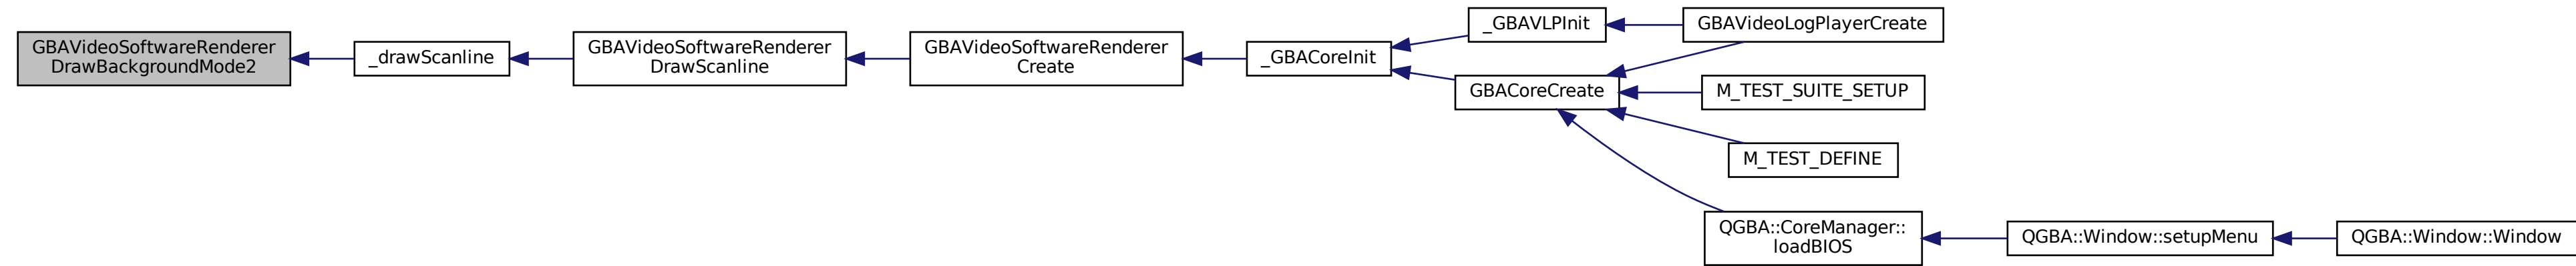 GBAVideoSoftwareRenderer
DrawBackgroundMode2
_drawScanline
GBAVideoSoftwareRenderer
DrawScanline
GBAVideoSoftwareRenderer
Create
_GBACoreInit
_GBAVLPInit
GBAVideoLogPlayerCreate
GBACoreCreate
M_TEST_SUITE_SETUP
M_TEST_DEFINE
QGBA::CoreManager::
loadBIOS
QGBA::Window::setupMenu
QGBA::Window::Window